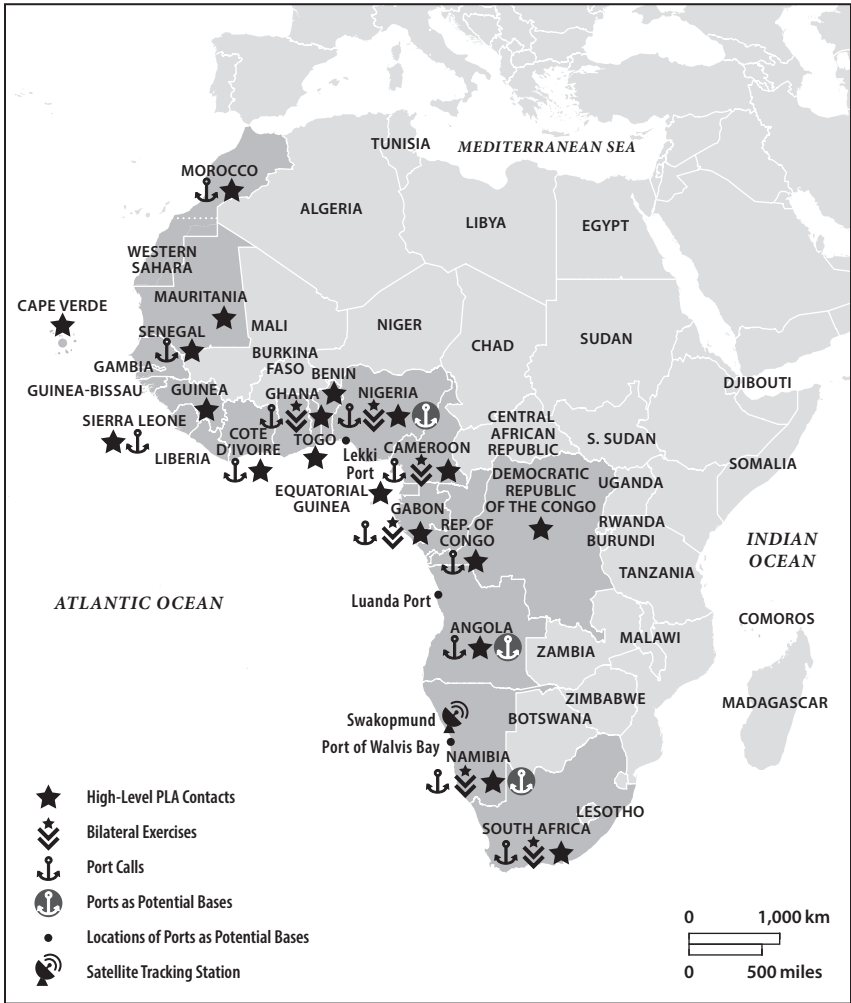 TUNISIA
MEDITERRANEAN SEA
MOROCCO
ALGERIA
LIBYA
EGYPT
WESTERN
SAHARA
MAURITANIA
CAPE VERDE
MALI
NIGER
SENEGAL
CHAD
SUDAN
GAMBIA
BURKINA
FASO
BENIN
DJIBOUTI
GUINEA-BISSAU
GUINEA
GHANA
NIGERIA
SIERRA LEONE
COTE
D'IVOIRE
TOGO
Lekki
Port
CAMEROON
CENTRAL
AFRICAN
REPUBLIC
S. SUDAN
LIBERIA
SOMALIA
EQUATORIAL
GUINEA
GABON
REP. OF
CONGO
DEMOCRATIC
REPUBLIC
OF THE CONGO
UGANDA
RWANDA
BURUNDI
INDIAN
OCEAN
TANZANIA
ATLANTIC OCEAN
Luanda Port
COMOROS
ANGOLA
ZAMBIA
MALAWI
ZIMBABWE
MADAGASCAR
Swakopmund
BOTSWANA
Port of Walvis Bay
NAMIBIA
LESOTHO
SOUTH AFRICA
High-Level PLA Contacts
Bilateral Exercises
Port Calls
Ports as Potential Bases
Locations of Ports as Potential Bases
Satellite Tracking Station
0 1,000 km
0 500 miles